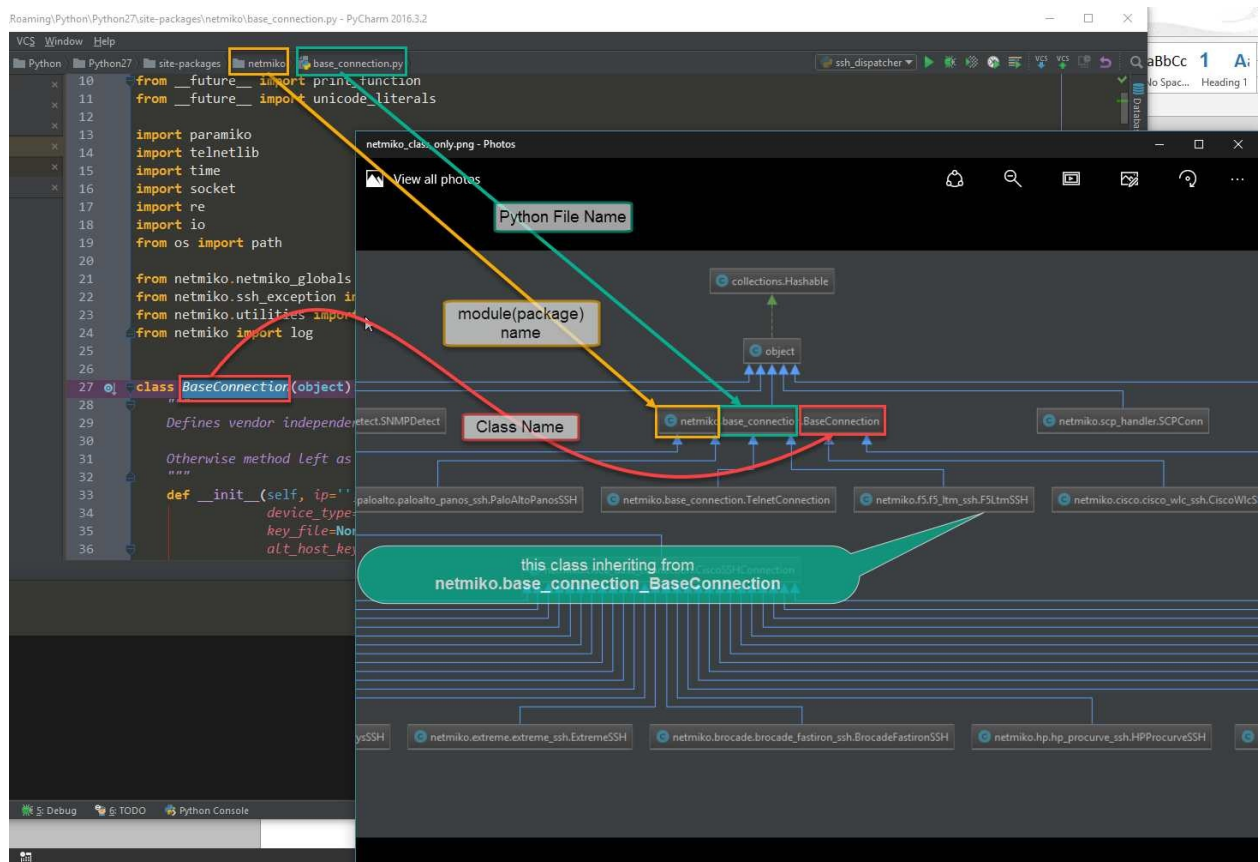 Roaming\Python\Python27\site-packages\netmiko\base_connection.py - PyCharm 2016.3.2
VCS Window Help
Python Python27 site-packages netmiko base_connection.py
ssh_dispatcher
aBbCc 1 A
No Spac... Heading 1
Database
10 from __future__ import print_function
11 from __future__ import unicode_literals
12
13 import paramiko
14 import telnetlib
15 import time
16 import socket
17 import re
18 import io
19 from os import path
20
21 from netmiko.netmiko_globals
22 from netmiko.ssh_exception
23 from netmiko.utilities import
24 from netmiko import log
25
26
27 class BaseConnection(object)
28 """
29 Defines vendor independe
30
31 Otherwise method left as
32 """
33 def __init__(self, ip=''
34 device_type=
35 key_file=Non
36 alt_host_key
netmiko_class_only.png - Photos
View all photos
Python File Name
collections.Hashable
module(package)
name
object
etect.SNMPDetect
Class Name
netmiko.base_connection.BaseConnection
netmiko.scp_handler.SCPConn
paloalto.paloalto_panos_ssh.PaloAltoPanosSSH
netmiko.base_connection.TelnetConnection
netmiko.f5.f5_ltm_ssh.F5LtmSSH
netmiko.cisco.cisco_wlc_ssh.CiscoWlcS
this class inheriting from
netmiko.base_connection_BaseConnection
CiscoSSHConnection
ysSSH
netmiko.extreme.extreme_ssh.ExtremeSSH
netmiko.brocade.brocade_fastiron_ssh.BrocadeFastironSSH
netmiko.hp.hp_procurve_ssh.HPProcurveSSH
5: Debug 6: TODO Python Console